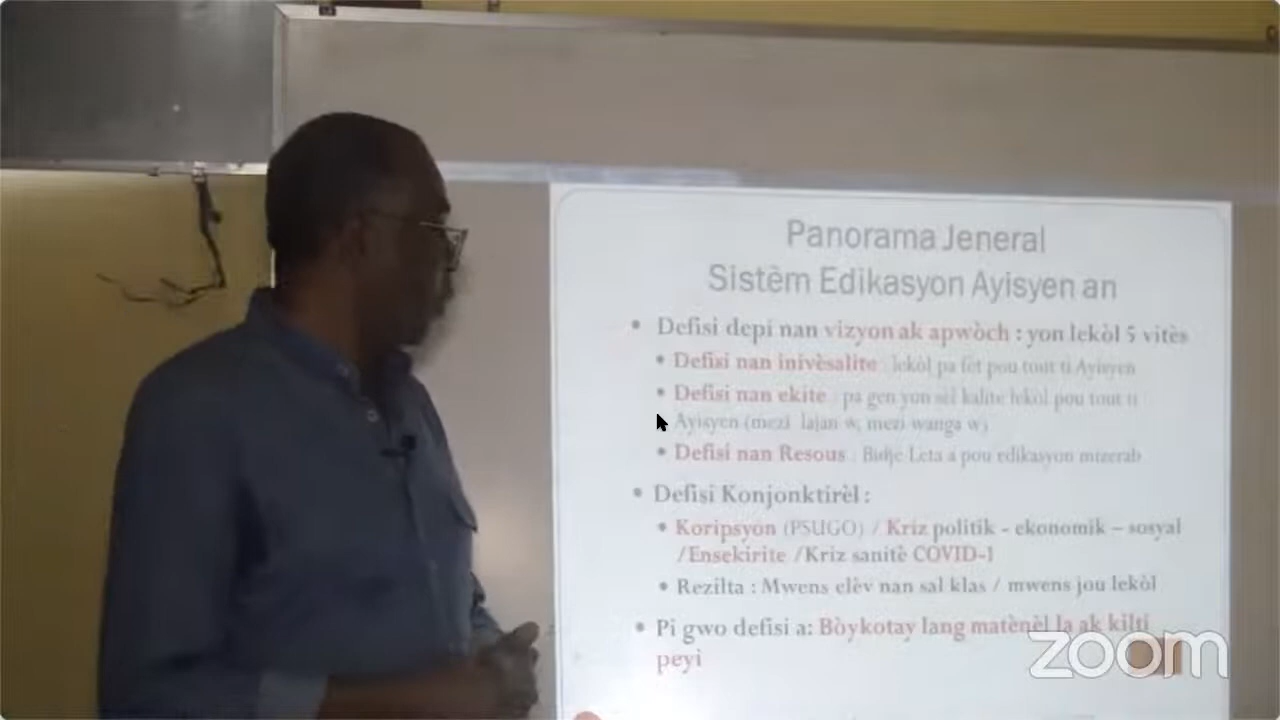 Panorama Jeneral
Sistèm Edikasyon Ayisyen an
• Defisi depi nan vizyon ak apwòch : yon lekòl 5 vitès
• Defisi nan inivèsalite : lekòl pa fèt pou tout ti Ayisyen
• Defisi nan ekite : pa gen yon sèl kalite lekòl pou tout ti
Ayisyen (mezi lajan w, mezi wanga w)
• Defisi nan Resous : Bidjè Leta a pou edikasyon mizerab
• Defisi Konjonktirèl :
• Koripsyon (PSUGO) / Kriz politik - ekonomik – sosyal
/Ensekirite /Kriz sanitè COVID-1
• Rezilta : Mwens elèv nan sal klas / mwens jou lekòl
• Pi gwo defisi a: Bòykotay lang matènèl la ak kilti
peyi
zoom